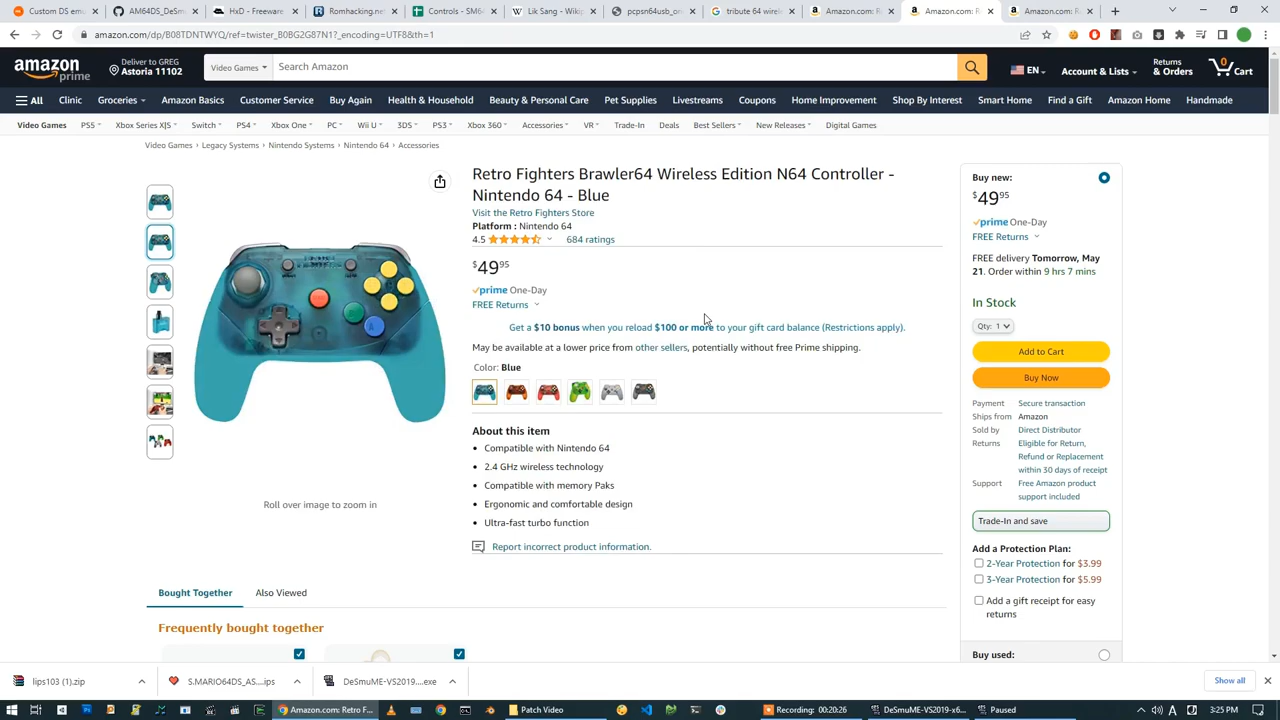 Custom DS emu
AM64DS_DeSm
HxD - Freeware
Romhacking.net
Controls - SM64
Lik Sang - Wikip
pcpsn64usb_ori
tribute 64 wirele
Amazon.com: R
Amazon.com: R
Amazon.com: R
amazon.com/dp/B08TDNTWYQ/ref=twister_B0BG2G87N1?_encoding=UTF8&th=1
amazon prime
Deliver to GREG
Astoria 11102
Video Games
Search Amazon
EN
Account & Lists
Returns
& Orders
0
Cart
All
Clinic
Groceries
Amazon Basics
Customer Service
Buy Again
Health & Household
Beauty & Personal Care
Pet Supplies
Livestreams
Coupons
Home Improvement
Shop By Interest
Smart Home
Find a Gift
Amazon Home
Handmade
Video Games
PS5
Xbox Series X|S
Switch
PS4
Xbox One
PC
Wii U
3DS
PS3
Xbox 360
Accessories
VR
Trade-In
Deals
Best Sellers
New Releases
Digital Games
Video Games › Legacy Systems › Nintendo Systems › Nintendo 64 › Accessories
Retro Fighters Brawler64 Wireless Edition N64 Controller -
Nintendo 64 - Blue
Visit the Retro Fighters Store
Platform : Nintendo 64
4.5
684 ratings
$49 95
prime One-Day
FREE Returns
Get a $10 bonus when you reload $100 or more to your gift card balance (Restrictions apply).
May be available at a lower price from other sellers, potentially without free Prime shipping.
Color: Blue
About this item
• Compatible with Nintendo 64
• 2.4 GHz wireless technology
• Compatible with memory Paks
• Ergonomic and comfortable design
• Ultra-fast turbo function
Report incorrect product information.
Roll over image to zoom in
Bought Together
Also Viewed
Frequently bought together
Buy new:
$49 95
prime One-Day
FREE Returns
FREE delivery Tomorrow, May
21. Order within 9 hrs 7 mins
In Stock
Qty: 1
Add to Cart
Buy Now
Payment Secure transaction
Ships from Amazon
Sold by Direct Distributor
Returns Eligible for Return,
Refund or Replacement
within 30 days of receipt
Support Free Amazon product
support included
Trade-In and save
Add a Protection Plan:
2-Year Protection for $3.99
3-Year Protection for $5.99
Add a gift receipt for easy
returns
Buy used:
lips103 (1).zip
S.MARIO64DS_AS....ips
DeSmuME-VS2019-....exe
Show all
Amazon.com: Retro F...
Patch Video
Recording: 00:20:26
DeSmuME-VS2019-x6...
Paused
3:25 PM